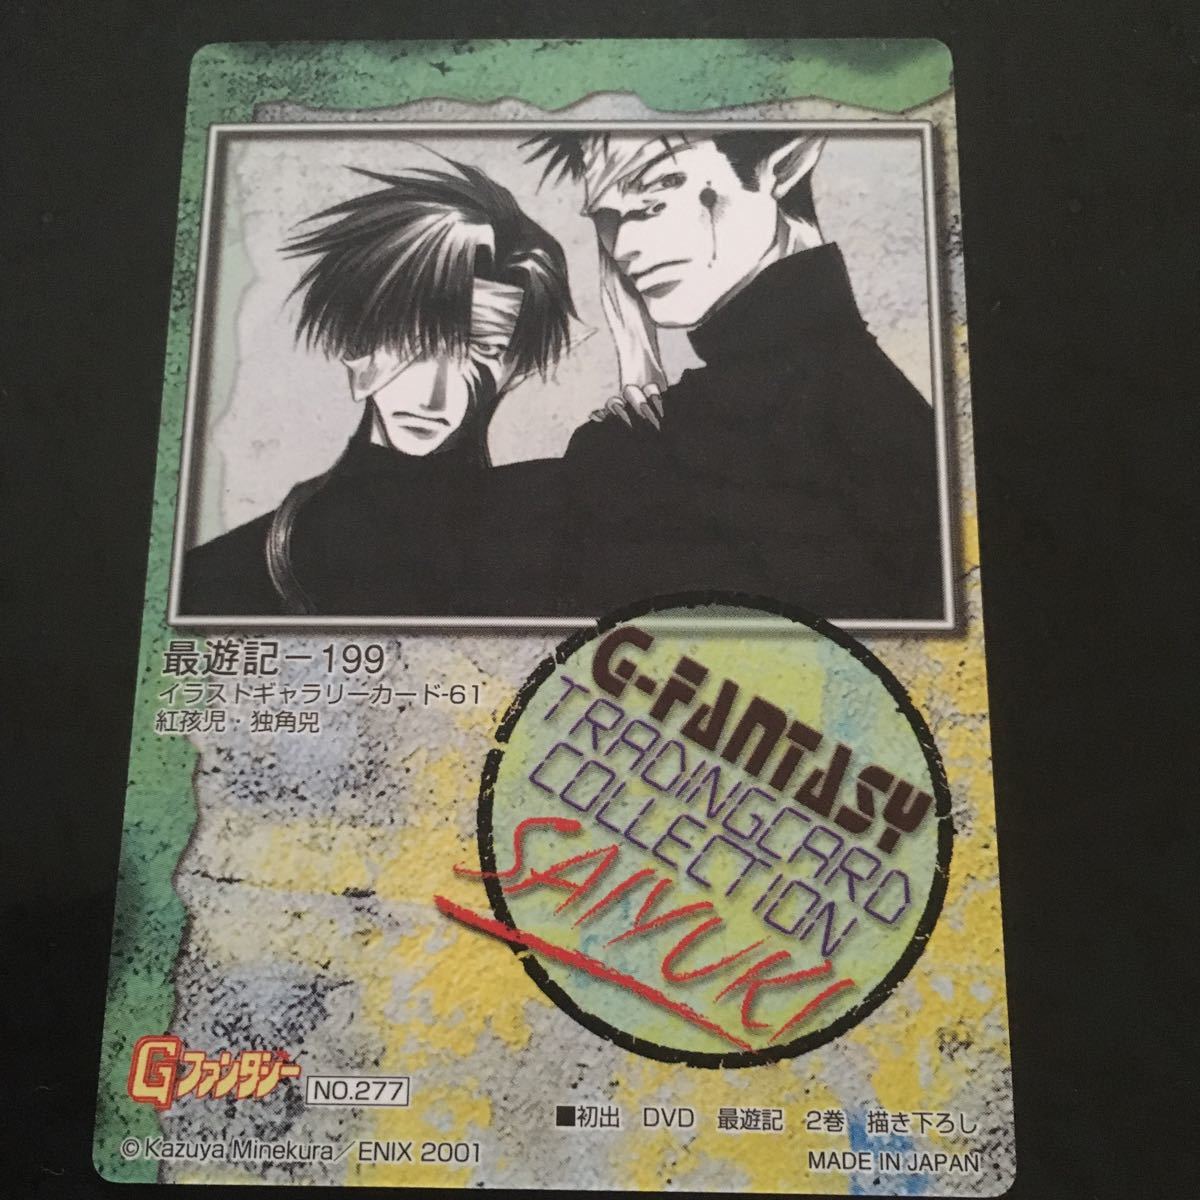 最遊記－199
イラストギャラリーカード-61
紅孩児・独角兕
G-FANTASY
TRADINGCARD
COLLECTION
SAIYUKI
Gファンタジー
NO.277
■初出 DVD 最遊記 2巻 描き下ろし
©Kazuya Minekura／ENIX 2001
MADE IN JAPAN